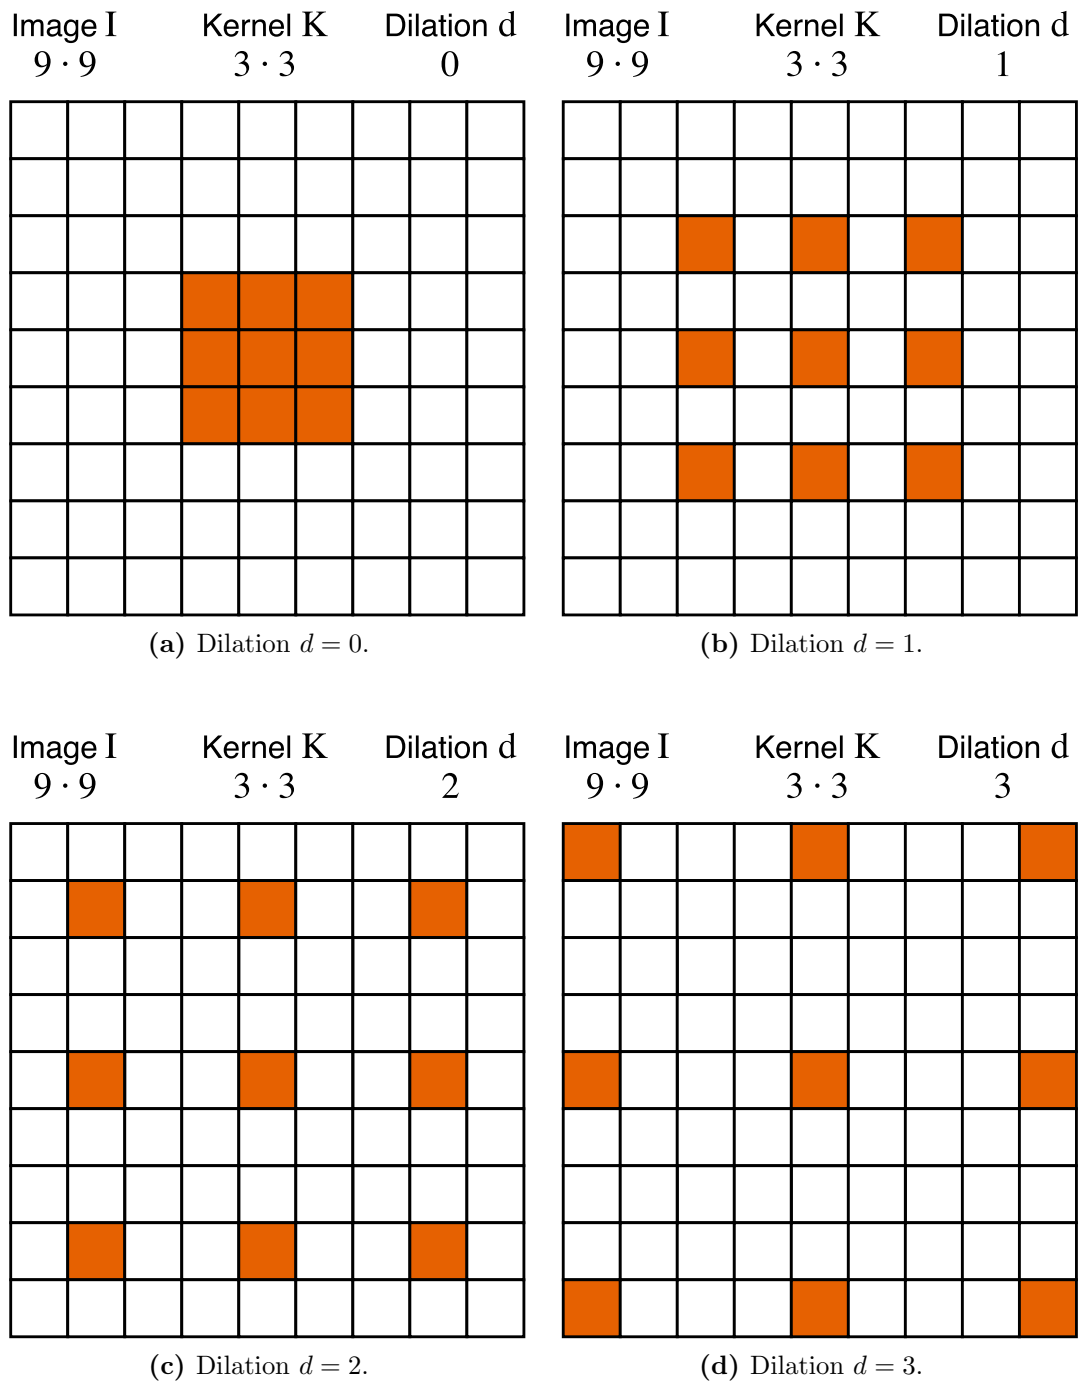 Image I Kernel K Dilation d
9 · 9 3 · 3 0
(a) Dilation d = 0.
Image I Kernel K Dilation d
9 · 9 3 · 3 1
(b) Dilation d = 1.
Image I Kernel K Dilation d
9 · 9 3 · 3 2
(c) Dilation d = 2.
Image I Kernel K Dilation d
9 · 9 3 · 3 3
(d) Dilation d = 3.